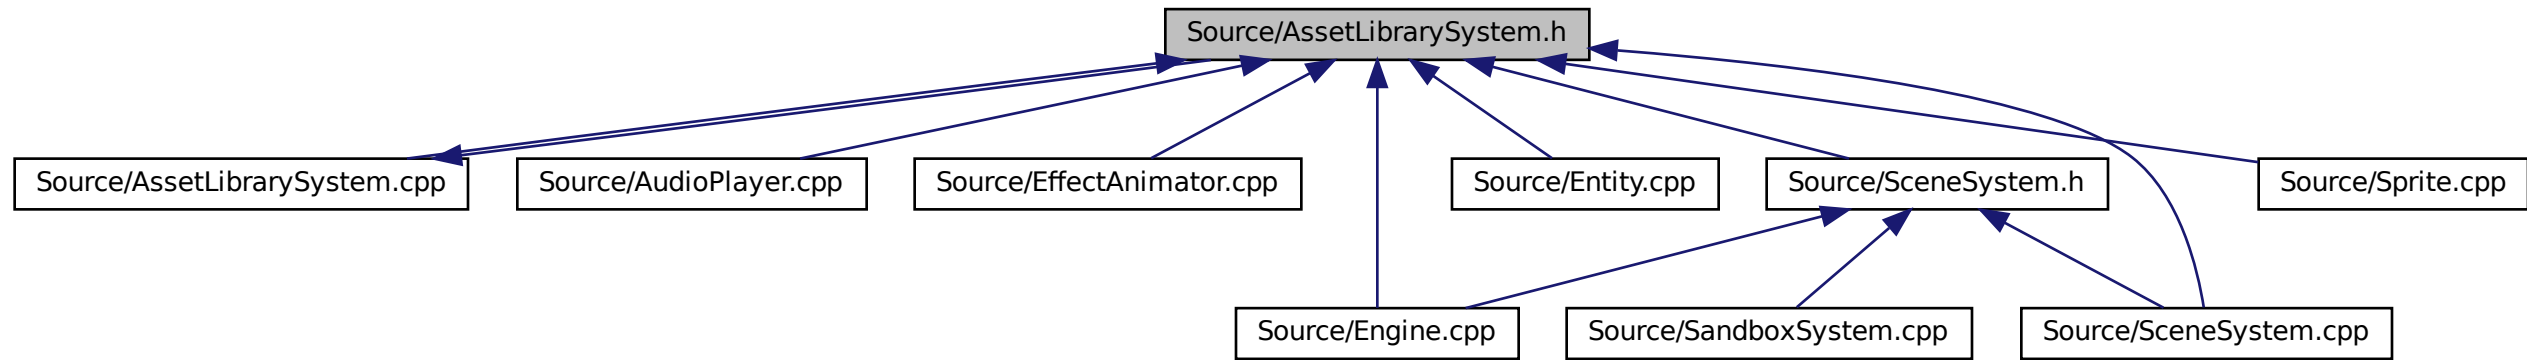 Source/AssetLibrarySystem.h
Source/AssetLibrarySystem.cpp
Source/AudioPlayer.cpp
Source/EffectAnimator.cpp
Source/Entity.cpp
Source/SceneSystem.h
Source/Sprite.cpp
Source/Engine.cpp
Source/SandboxSystem.cpp
Source/SceneSystem.cpp